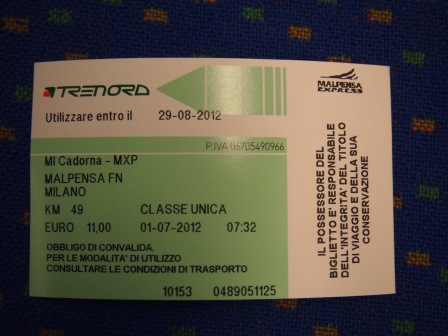 TRENORD
Utilizzare entro il 29-08-2012
P.IVA 06705490966
MI Cadorna - MXP
MALPENSA FN
MILANO
KM 49 CLASSE UNICA
EURO 11,00 01-07-2012 07:32
OBBLIGO DI CONVALIDA.
PER LE MODALITA' DI UTILIZO
CONSULTARE LE CONDIZIONI DI TRASPORTO
10153 0489051125
MALPENSA
EXPRESS
IL POSSESSORE DEL
BIGLIETTO E' RESPONSABILE
DELL'INTEGRITA' DEL TITOLO
DI VIAGGIO E DELLA SUA
CONSERVAZIONE